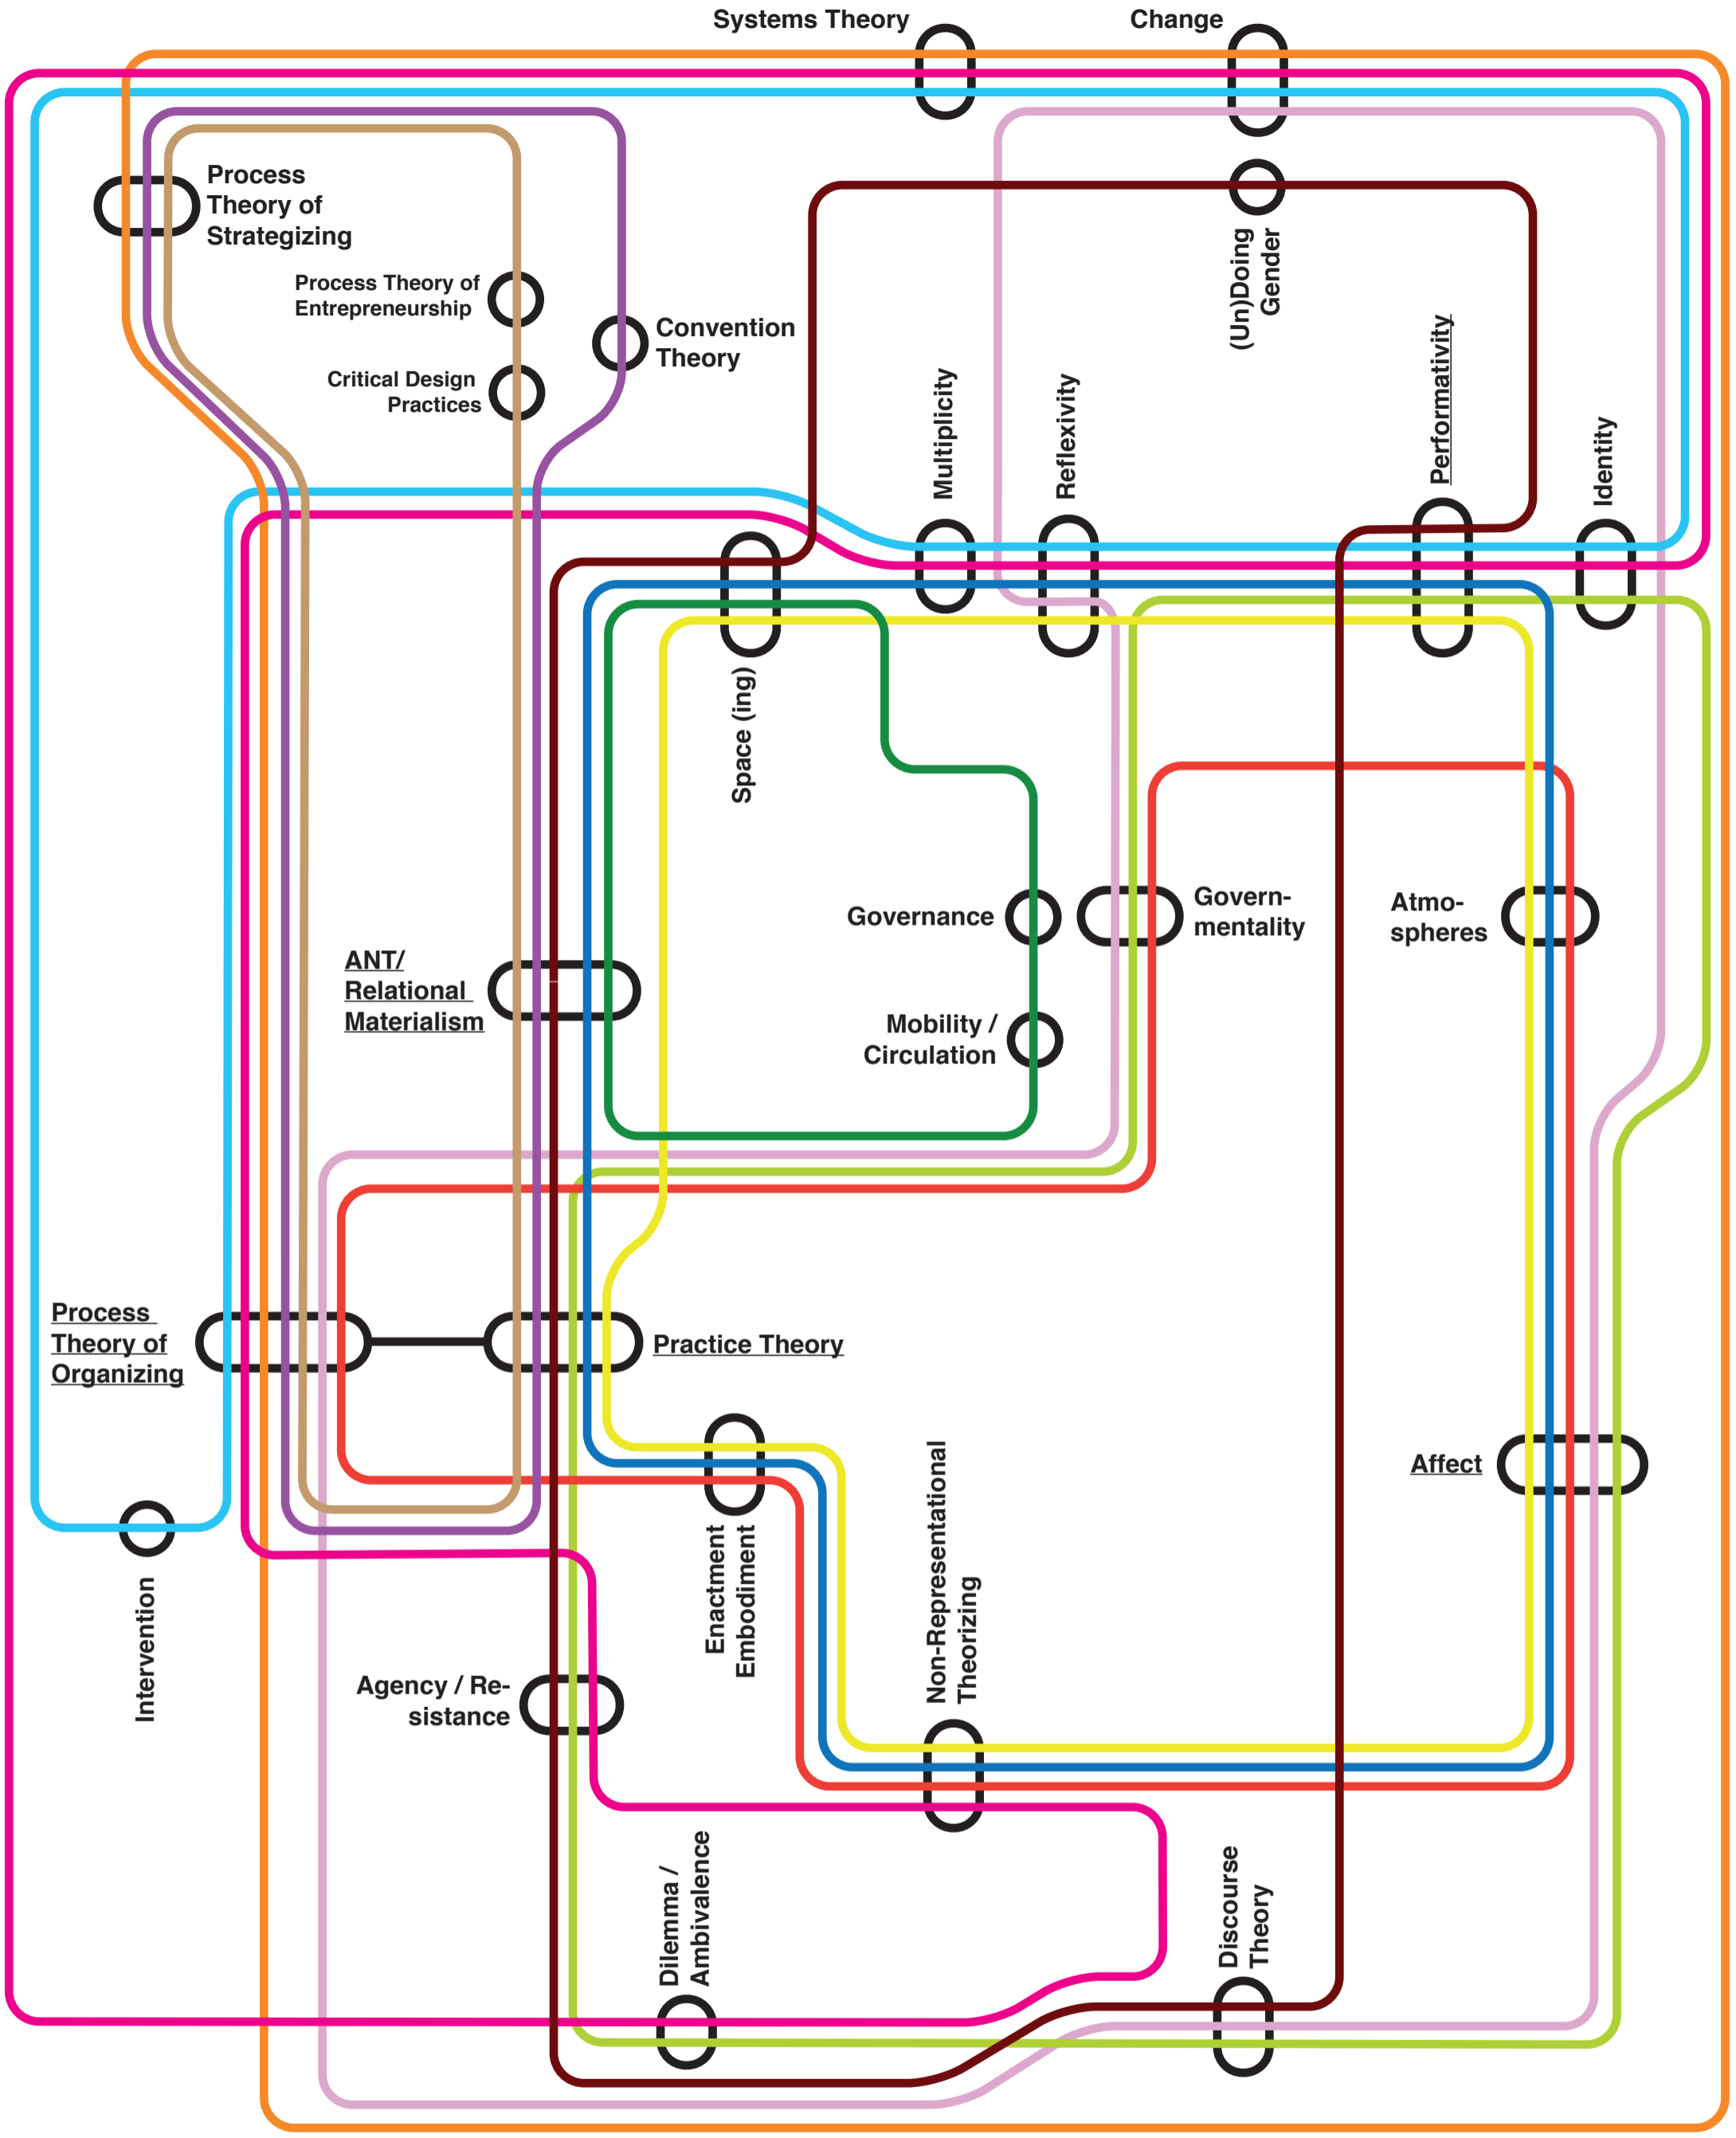 Systems Theory
Change
Process
Theory of
Strategizing
Process Theory of
Entrepreneurship
Convention
Theory
Critical Design
Practices
(Un)Doing
Gender
Multiplicity
Reflexivity
Performativity
Identity
Space (ing)
Governance
Govern-
mentality
Atmo-
spheres
ANT/
Relational
Materialism
Mobility /
Circulation
Process
Theory of
Organizing
Practice Theory
Affect
Intervention
Enactment
Embodiment
Non-Representational
Theorizing
Agency / Re-
sistance
Dilemma /
Ambivalence
Discourse
Theory